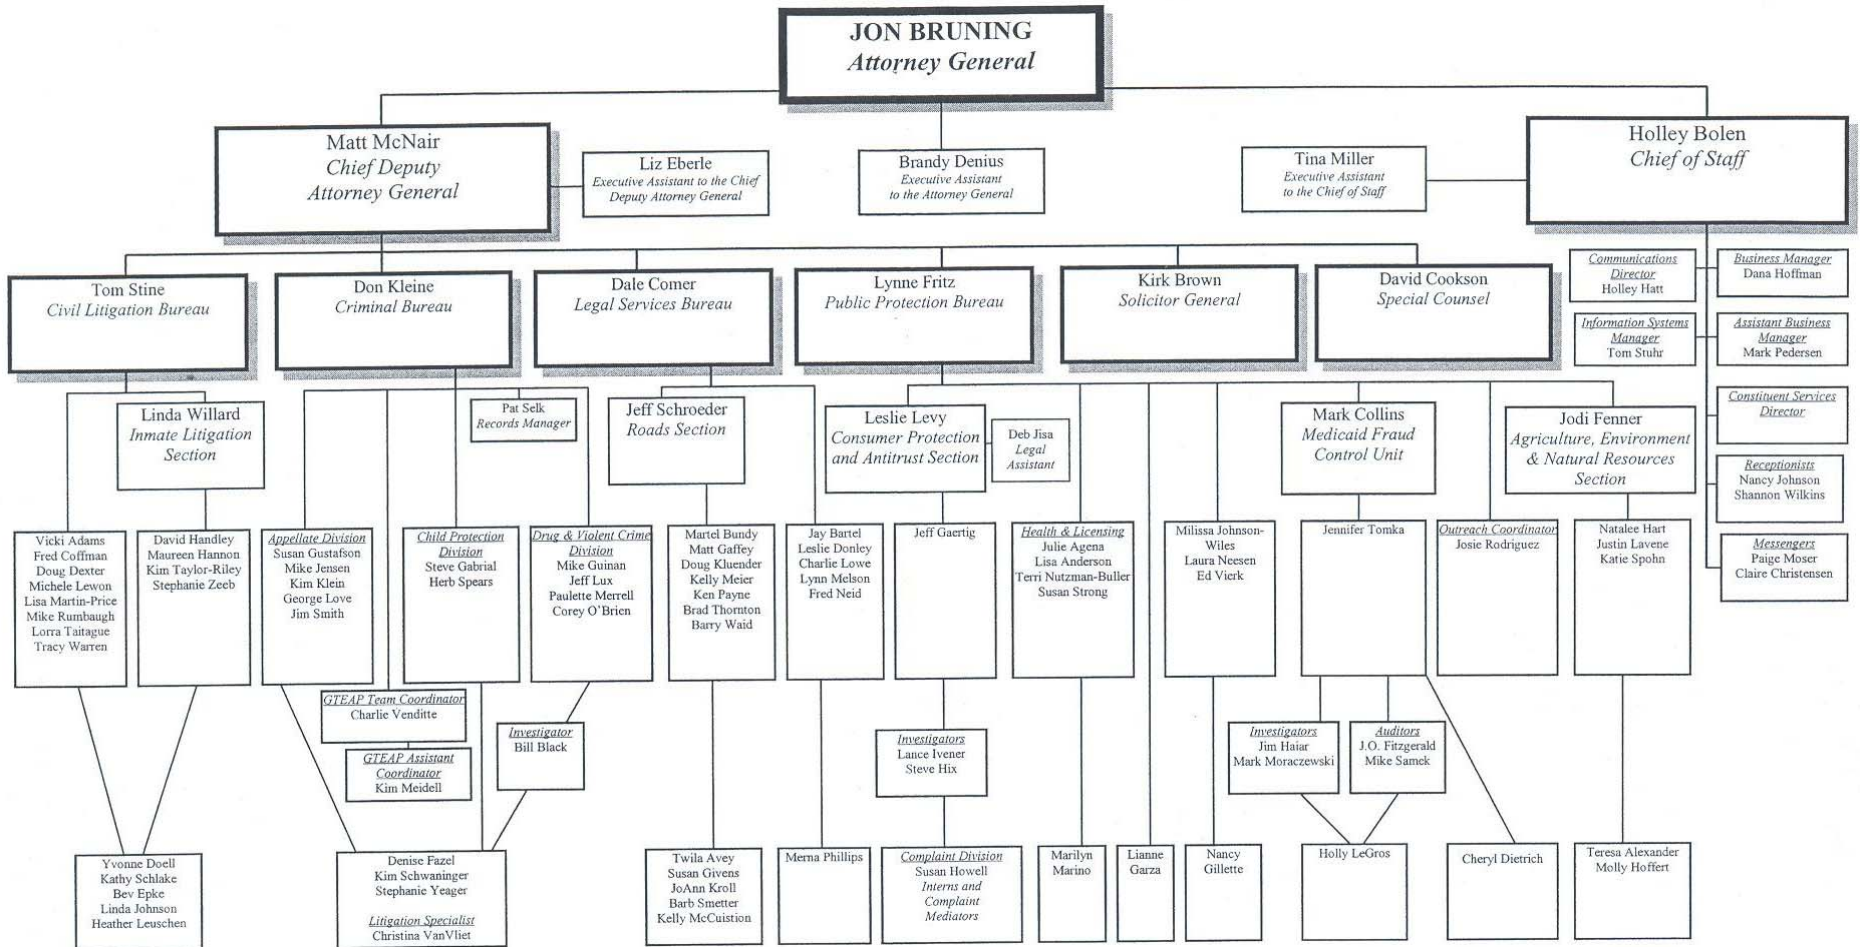 JON BRUNING
Attorney General
Matt McNair
Chief Deputy
Attorney General
Liz Eberle
Executive Assistant to the Chief
Deputy Attorney General
Brandy Denius
Executive Assistant
to the Attorney General
Tina Miller
Executive Assistant
to the Chief of Staff
Holley Bolen
Chief of Staff
Tom Stine
Civil Litigation Bureau
Don Kleine
Criminal Bureau
Dale Comer
Legal Services Bureau
Lynne Fritz
Public Protection Bureau
Kirk Brown
Solicitor General
David Cookson
Special Counsel
Communications
Director
Holley Hatt
Business Manager
Dana Hoffman
Information Systems
Manager
Tom Stuhr
Assistant Business
Manager
Mark Pedersen
Constituent Services
Director
Receptionists
Nancy Johnson
Shannon Wilkins
Messengers
Paige Moser
Claire Christensen
Linda Willard
Inmate Litigation
Section
Pat Selk
Records Manager
Jeff Schroeder
Roads Section
Leslie Levy
Consumer Protection
and Antitrust Section
Deb Jisa
Legal
Assistant
Mark Collins
Medicaid Fraud
Control Unit
Jodi Fenner
Agriculture, Environment
& Natural Resources
Section
Vicki Adams
Fred Coffman
Doug Dexter
Michele Lewon
Lisa Martin-Price
Mike Rumbaugh
Lorra Taitague
Tracy Warren
David Handley
Maureen Hannon
Kim Taylor-Riley
Stephanie Zeeb
Appellate Division
Susan Gustafson
Mike Jensen
Kim Klein
George Love
Jim Smith
Child Protection
Division
Steve Gabrial
Herb Spears
Drug & Violent Crime
Division
Mike Guinan
Jeff Lux
Paulette Merrell
Corey O'Brien
Martel Bundy
Matt Gaffey
Doug Kluender
Kelly Meier
Ken Payne
Brad Thornton
Barry Waid
Jay Bartel
Leslie Donley
Charlie Lowe
Lynn Melson
Fred Neid
Jeff Gaertig
Health & Licensing
Julie Agena
Lisa Anderson
Terri Nutzman-Buller
Susan Strong
Milissa Johnson-
Wiles
Laura Neesen
Ed Vierk
Jennifer Tomka
Outreach Coordinator
Josie Rodriguez
Natalee Hart
Justin Lavene
Katie Spohn
GTEAP Team Coordinator
Charlie Venditte
GTEAP Assistant
Coordinator
Kim Meidell
Investigator
Bill Black
Investigators
Lance Ivener
Steve Hix
Investigators
Jim Haiar
Mark Moraczewski
Auditors
J.O. Fitzgerald
Mike Samek
Yvonne Doell
Kathy Schlake
Bev Epke
Linda Johnson
Heather Leuschen
Denise Fazel
Kim Schwaninger
Stephanie Yeager
Litigation Specialist
Christina VanVliet
Twila Avey
Susan Givens
JoAnn Kroll
Barb Smetter
Kelly McCuistion
Merna Phillips
Complaint Division
Susan Howell
Interns and
Complaint
Mediators
Marilyn
Marino
Lianne
Garza
Nancy
Gillette
Holly LeGros
Cheryl Dietrich
Teresa Alexander
Molly Hoffert